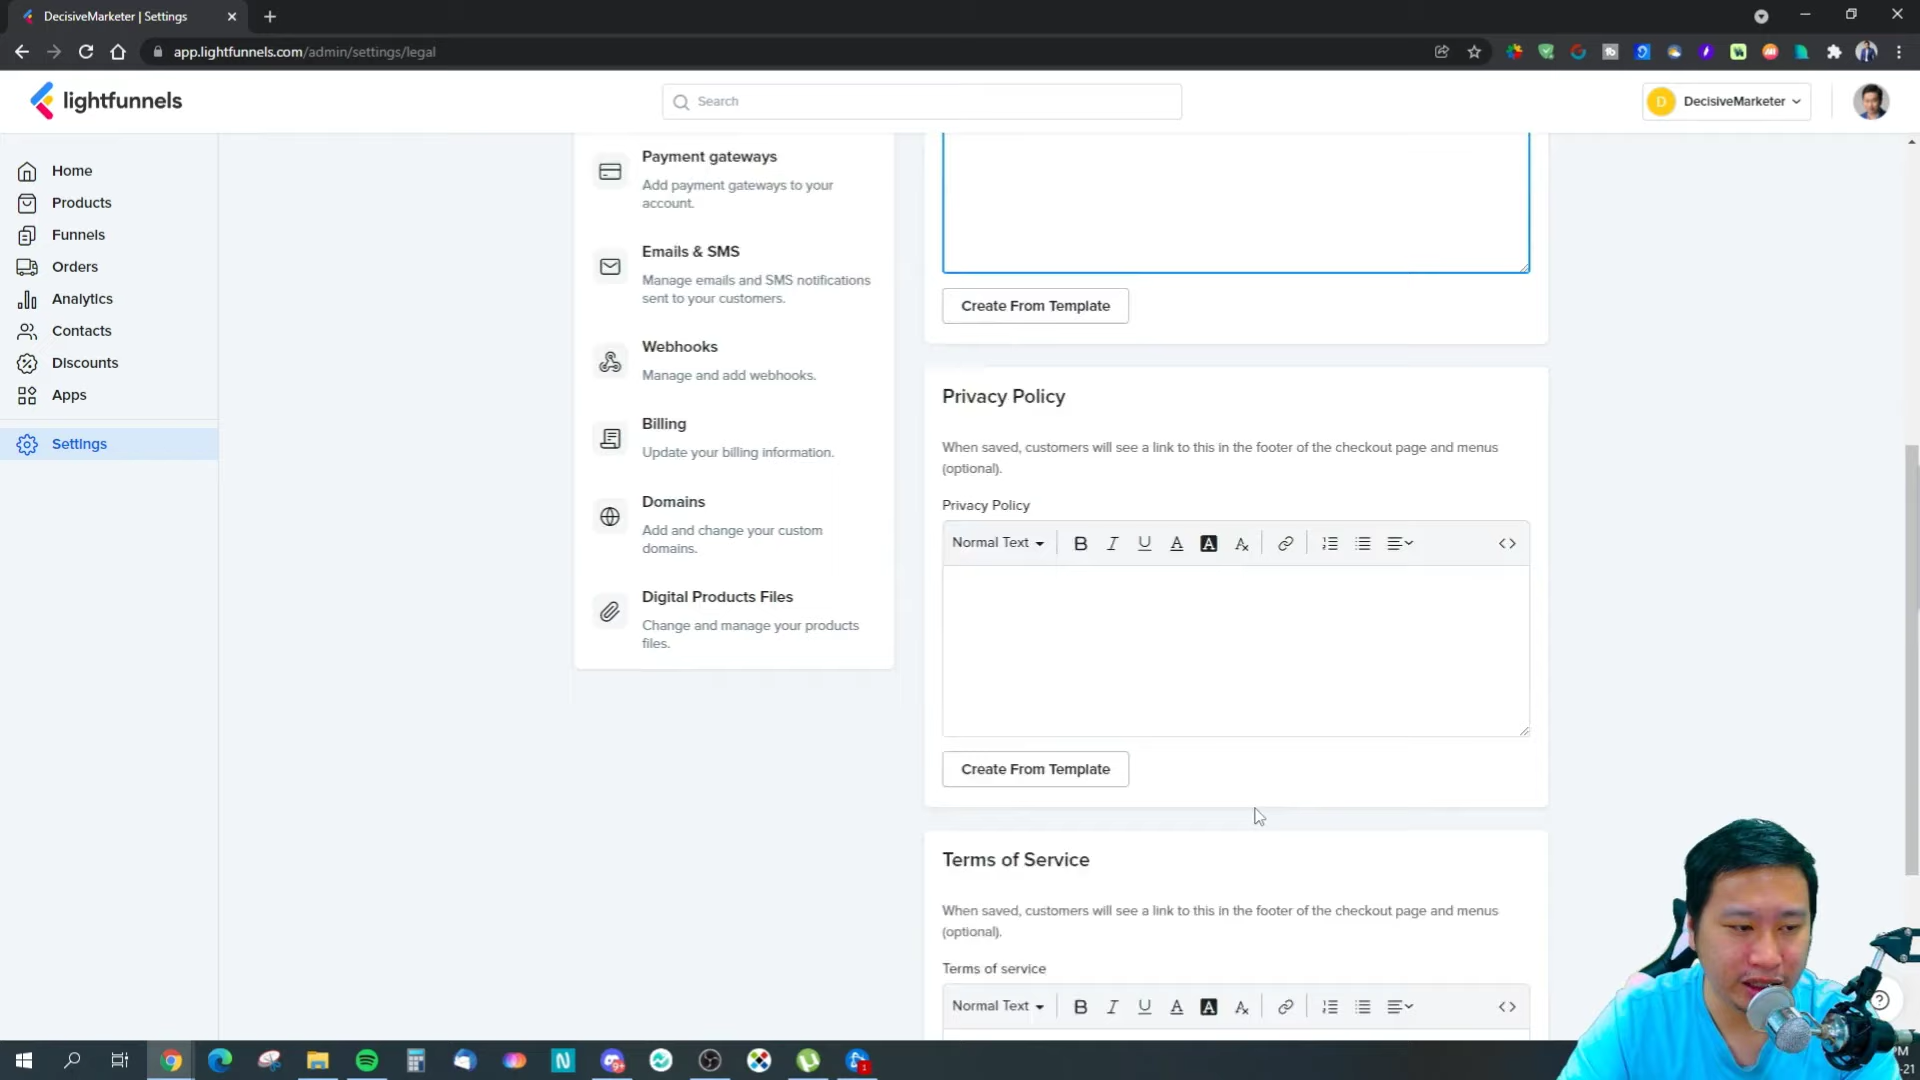 DecisiveMarketer | Settings
app.lightfunnels.com/admin/settings/legal
lightfunnels
Search
D
DecisiveMarketer
Home
Products
Funnels
Orders
Analytics
Contacts
Discounts
Apps
Settings
Payment gateways
Add payment gateways to your
account.
Emails & SMS
Manage emails and SMS notifications
sent to your customers.
Webhooks
Manage and add webhooks.
Billing
Update your billing information.
Domains
Add and change your custom
domains.
Digital Products Files
Change and manage your products
files.
Create From Template
Privacy Policy
When saved, customers will see a link to this in the footer of the checkout page and menus
(optional).
Privacy Policy
Normal Text
Create From Template
Terms of Service
When saved, customers will see a link to this in the footer of the checkout page and menus
(optional).
Terms of service
Normal Text